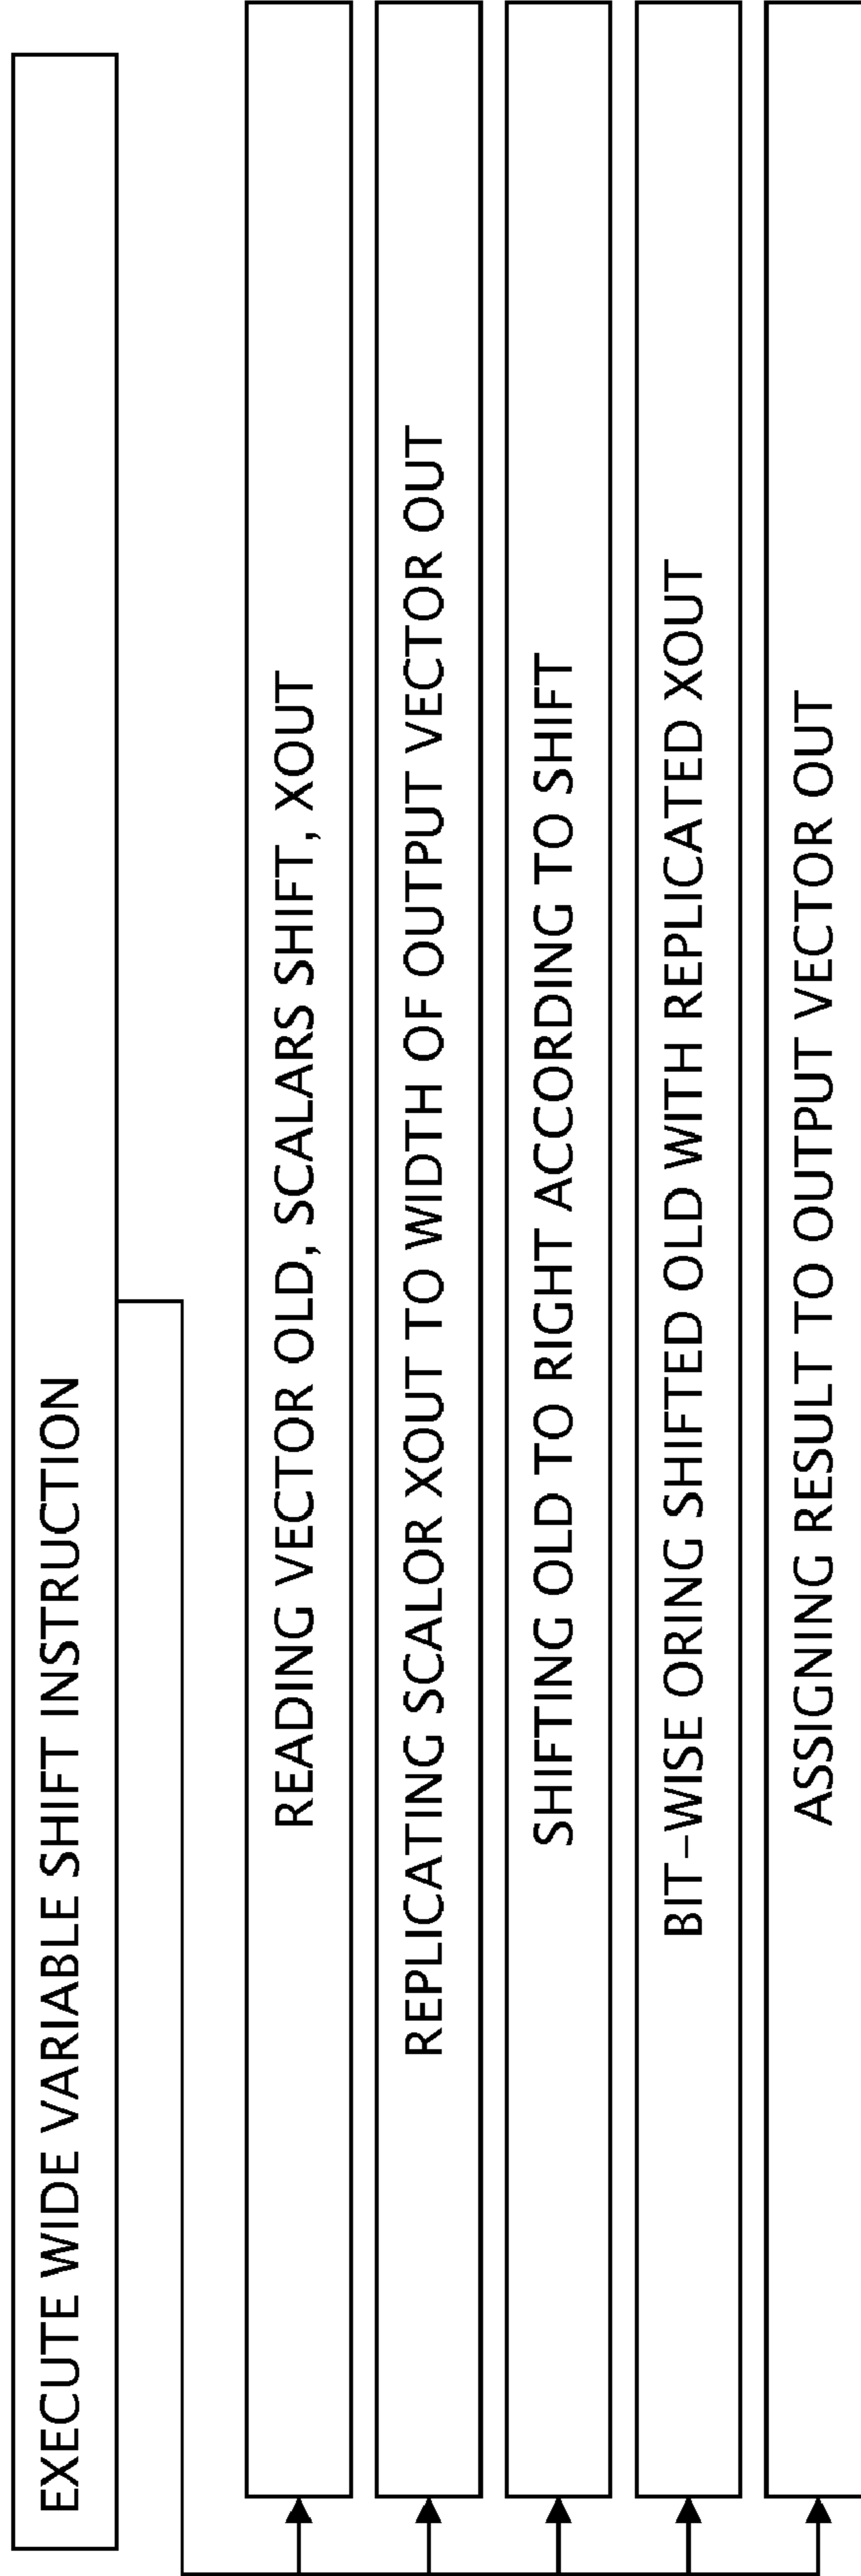 EXECUTE WIDE VARIABLE SHIFT INSTRUCTION
READING VECTOR OLD, SCALARS SHIFT, XOUT
REPLICATING SCALOR XOUT TO WIDTH OF OUTPUT VECTOR OUT
SHIFTING OLD TO RIGHT ACCORDING TO SHIFT
BIT-WISE ORING SHIFTED OLD WITH REPLICATED XOUT
ASSIGNING RESULT TO OUTPUT VECTOR OUT